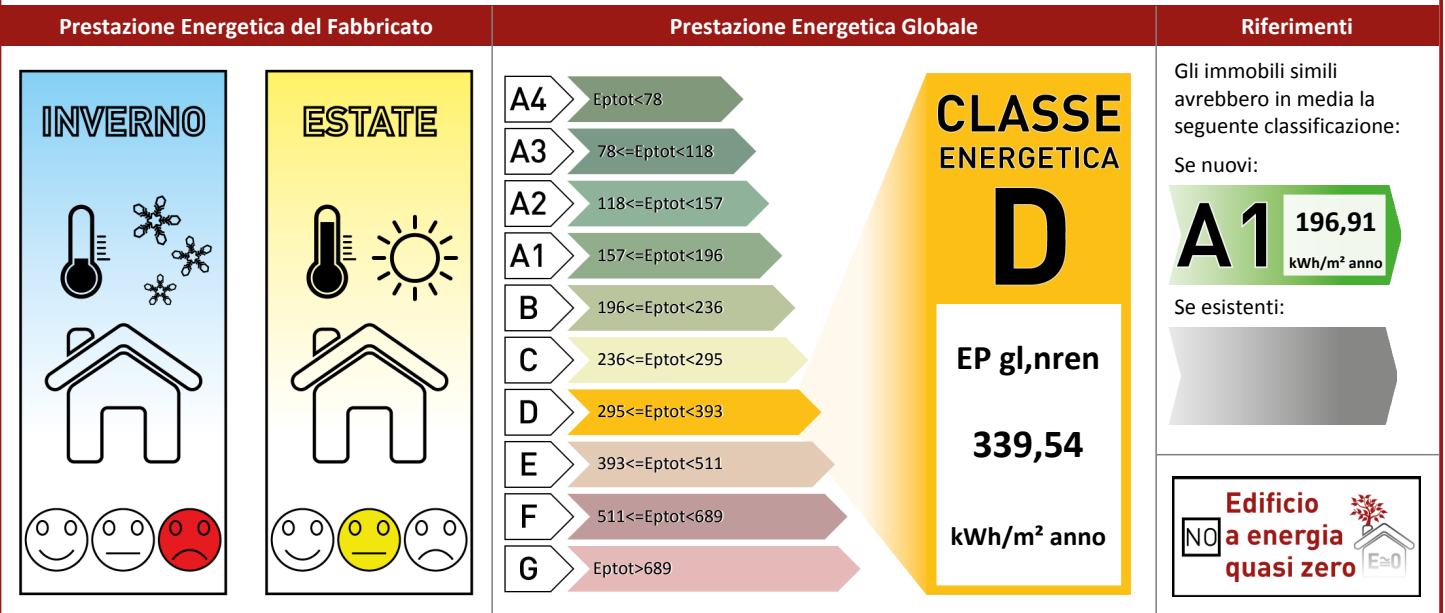 Prestazione Energetica del Fabbricato
INVERNO
ESTATE
Prestazione Energetica Globale
A4 Eptot<78
A3 78<=Eptot<118
A2 118<=Eptot<157
A1 157<=Eptot<196
B 196<=Eptot<236
C 236<=Eptot<295
D 295<=Eptot<393
E 393<=Eptot<511
F 511<=Eptot<689
G Eptot>689
CLASSE
ENERGETICA
D
EP gl,nren
339,54
kWh/m² anno
Riferimenti
Gli immobili simili
avrebbero in media la
seguente classificazione:
Se nuovi:
A1 196,91
kWh/m² anno
Se esistenti:
Edificio
NO a energia
quasi zero
E≅0